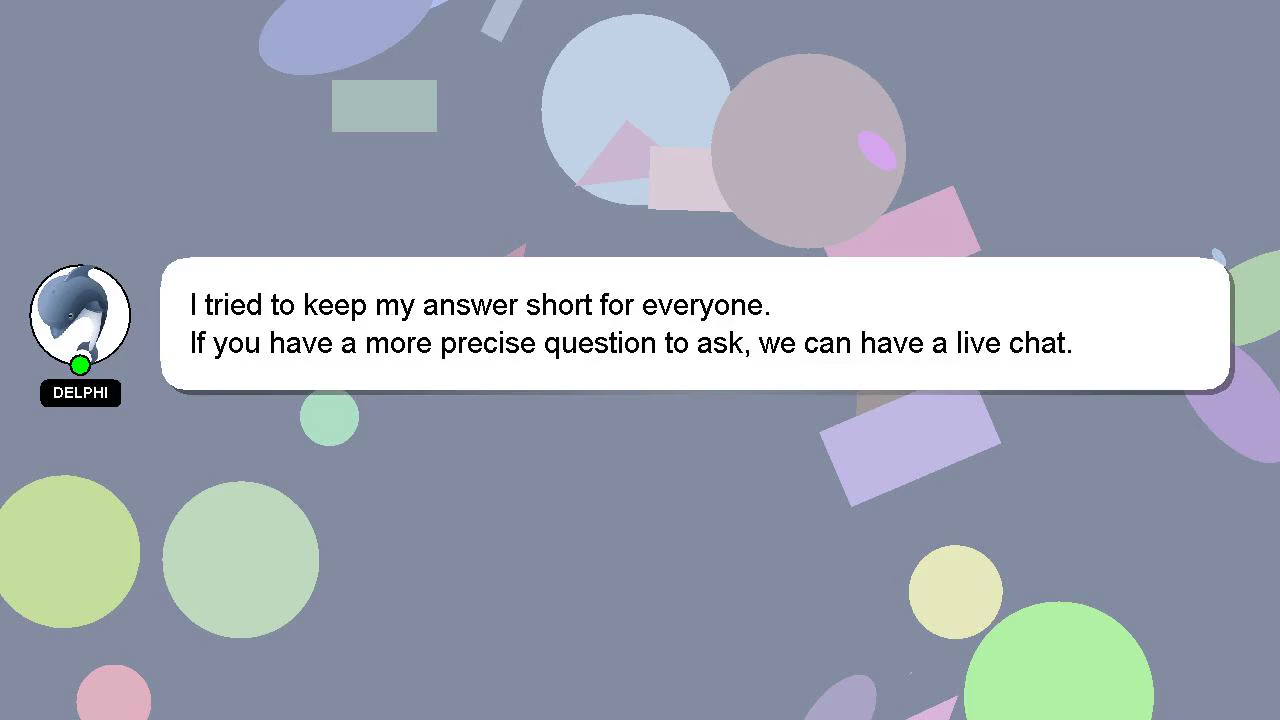 I tried to keep my answer short for everyone.
If you have a more precise question to ask, we can have a live chat.
DELPHI